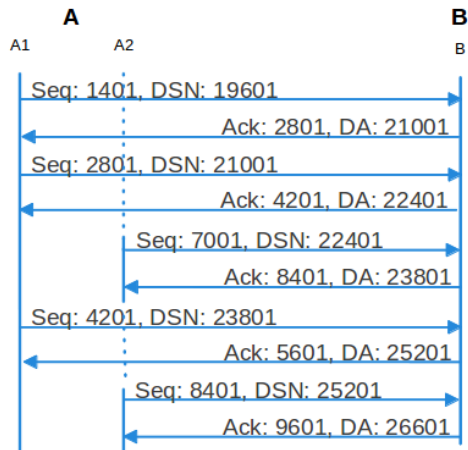 A B
A1 A2 B
Seq: 1401, DSN: 19601
Ack: 2801, DA: 21001
Seq: 2801, DSN: 21001
Ack: 4201, DA: 22401
Seq: 7001, DSN: 22401
Ack: 8401, DA: 23801
Seq: 4201, DSN: 23801
Ack: 5601, DA: 25201
Seq: 8401, DSN: 25201
Ack: 9601, DA: 26601